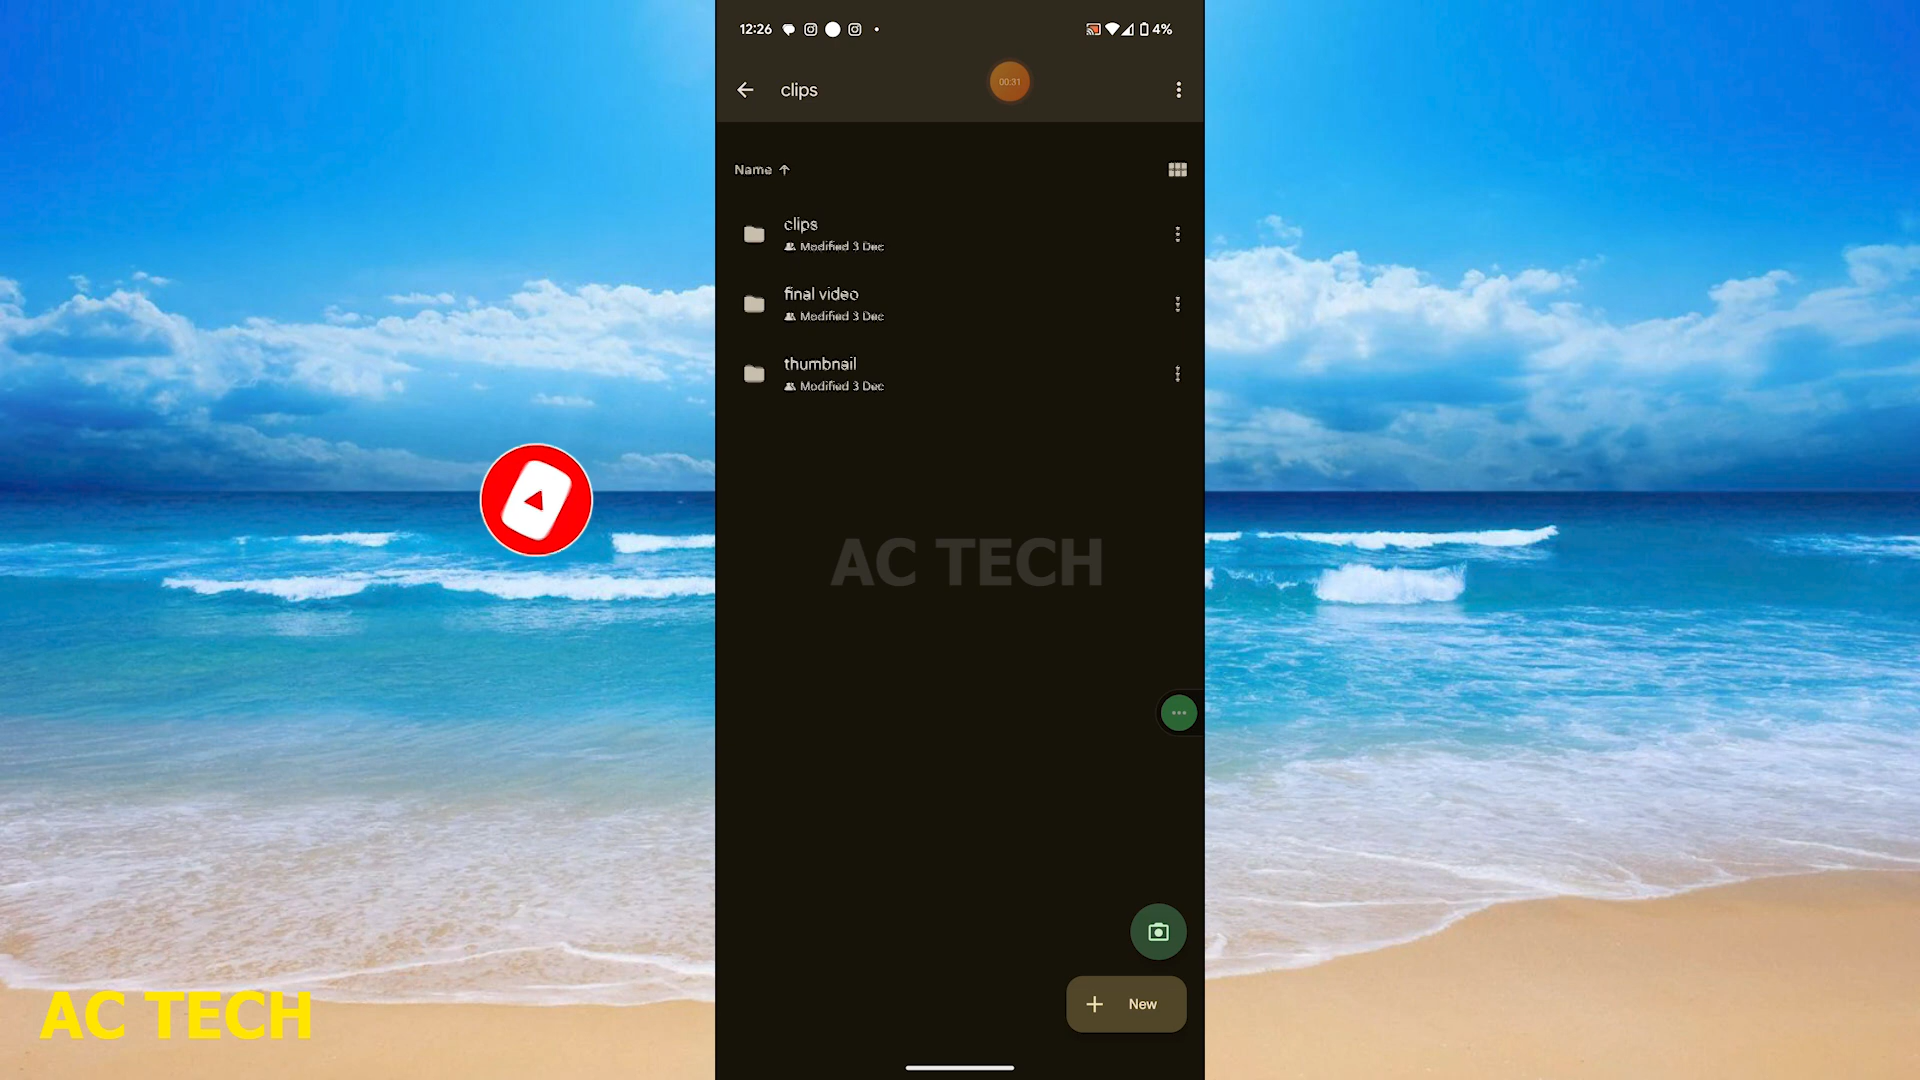 12:26
4%
clips
00:31
Name
clips
Modified 3 Dec
final video
Modified 3 Dec
thumbnail
Modified 3 Dec
AC TECH
New
AC TECH